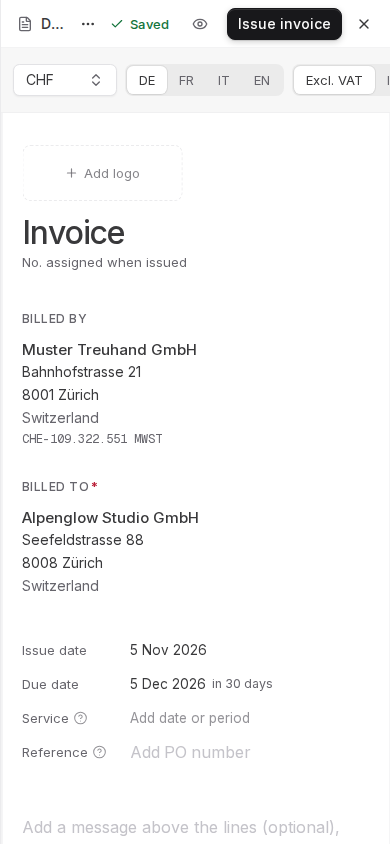 D... ... Saved Issue invoice
CHF DE FR IT EN Excl. VAT
Add logo
Invoice
No. assigned when issued
BILLED BY
Muster Treuhand GmbH
Bahnhofstrasse 21
8001 Zürich
Switzerland
CHE-109.322.551 MWST
BILLED TO*
Alpenglow Studio GmbH
Seefeldstrasse 88
8008 Zürich
Switzerland
Issue date 5 Nov 2026
Due date 5 Dec 2026 in 30 days
Service Add date or period
Reference Add PO number
Add a message above the lines (optional),